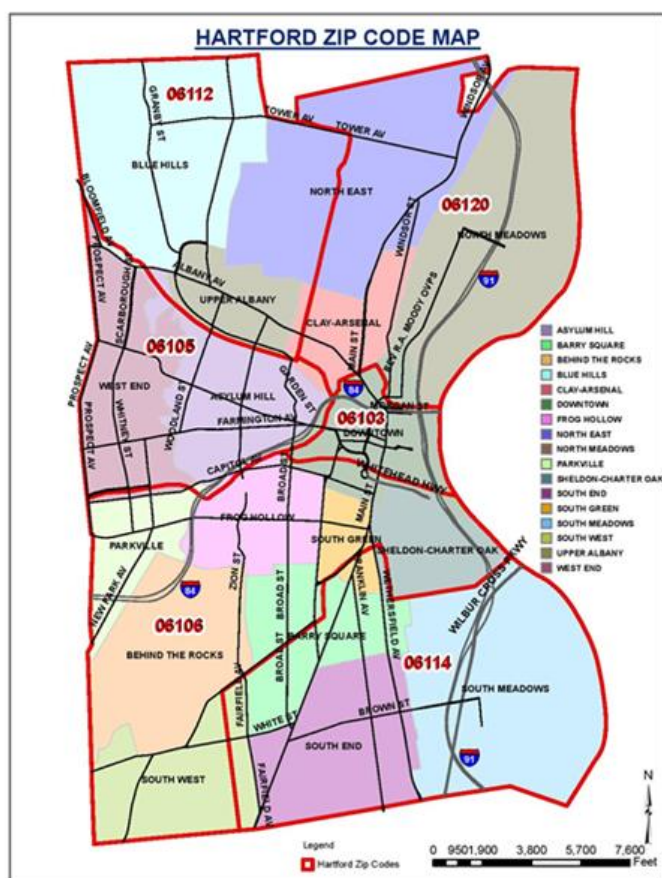 HARTFORD ZIP CODE MAP
06112
GRANBY ST
TOWER AV
TOWER AV
WINDSOR ST
BLUE HILLS
NORTH EAST
06120
BLOOMFIELD AV
PROSPECT AV
SCARBOROUGH
WINDSOR ST
NORTH MEADOWS
ALBANY AV
91
UPPER ALBANY
REV R.A. MOODY OVPS
CLAY-ARSENAL
MAIN ST
06105
PROSPECT AV
WEST END
WOODLAND ST
ASYLUM HILL
GARDEN ST
84
06103
PROSPECT AV
WHITNEY ST
FARMINGTON AV
DOWNTOWN
CAPITOL AV
BROAD ST
WHITEHEAD HWY
MAIN ST
FROG HOLLOW
PARKVILLE
SOUTH GREEN
SHELDON-CHARTER OAK
NEW PARK AV
84
ZION ST
BROAD ST
FRANKLIN AV
WETHERSFIELD AV
WILBUR CROSS PKWY
06106
BARRY SQUARE
BEHIND THE ROCKS
BROAD ST
06114
FAIRFIELD AV
SOUTH MEADOWS
WHITE ST
BROWN ST
SOUTH END
SOUTH WEST
FAIRFIELD AV
91
ASYLUM HILL
BARRY SQUARE
BEHIND THE ROCKS
BLUE HILLS
CLAY-ARSENAL
DOWNTOWN
FROG HOLLOW
NORTH EAST
NORTH MEADOWS
PARKVILLE
SHELDON-CHARTER OAK
SOUTH END
SOUTH GREEN
SOUTH MEADOWS
SOUTH WEST
UPPER ALBANY
WEST END
N
Legend
Hartford Zip Codes
0 950 1,900 3,800 5,700 7,600
Feet